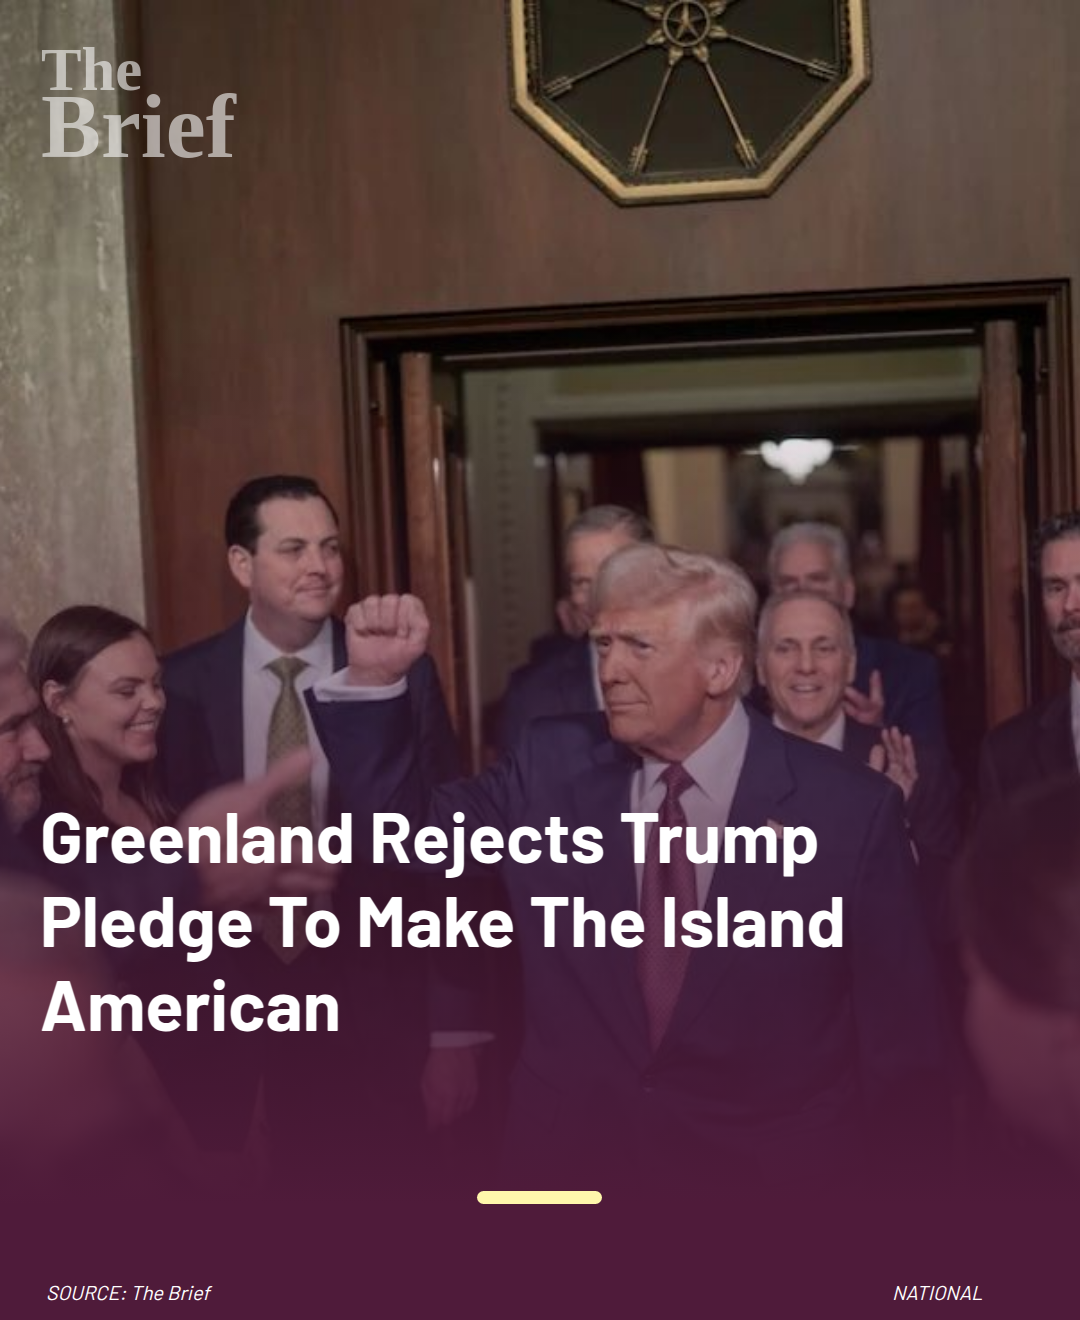 The
Brief
Greenland Rejects Trump
Pledge To Make The Island
American
SOURCE: The Brief
NATIONAL